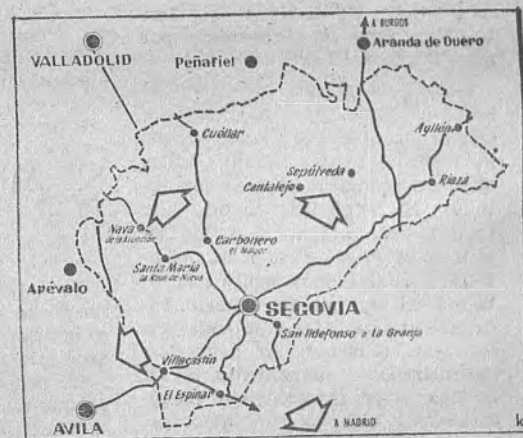 A BURGOS
VALLADOLID
Peñafiel
Aranda de Duero
Cuéllar
Ayllón
Sepúlveda
Cantalejo
Riaza
Nava
de la Asunción
Carbonero
el Mayor
Santa María
la Real de Nieva
Arévalo
SEGOVIA
San Ildefonso o La Granja
Villacastín
El Espinar
AVILA
A MADRID